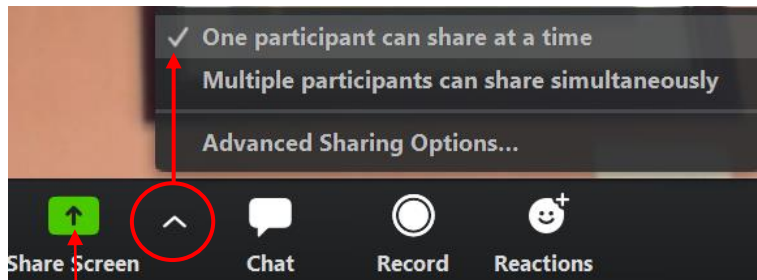 One participant can share at a time
Multiple participants can share simultaneously
Advanced Sharing Options...
Share Screen Chat Record Reactions